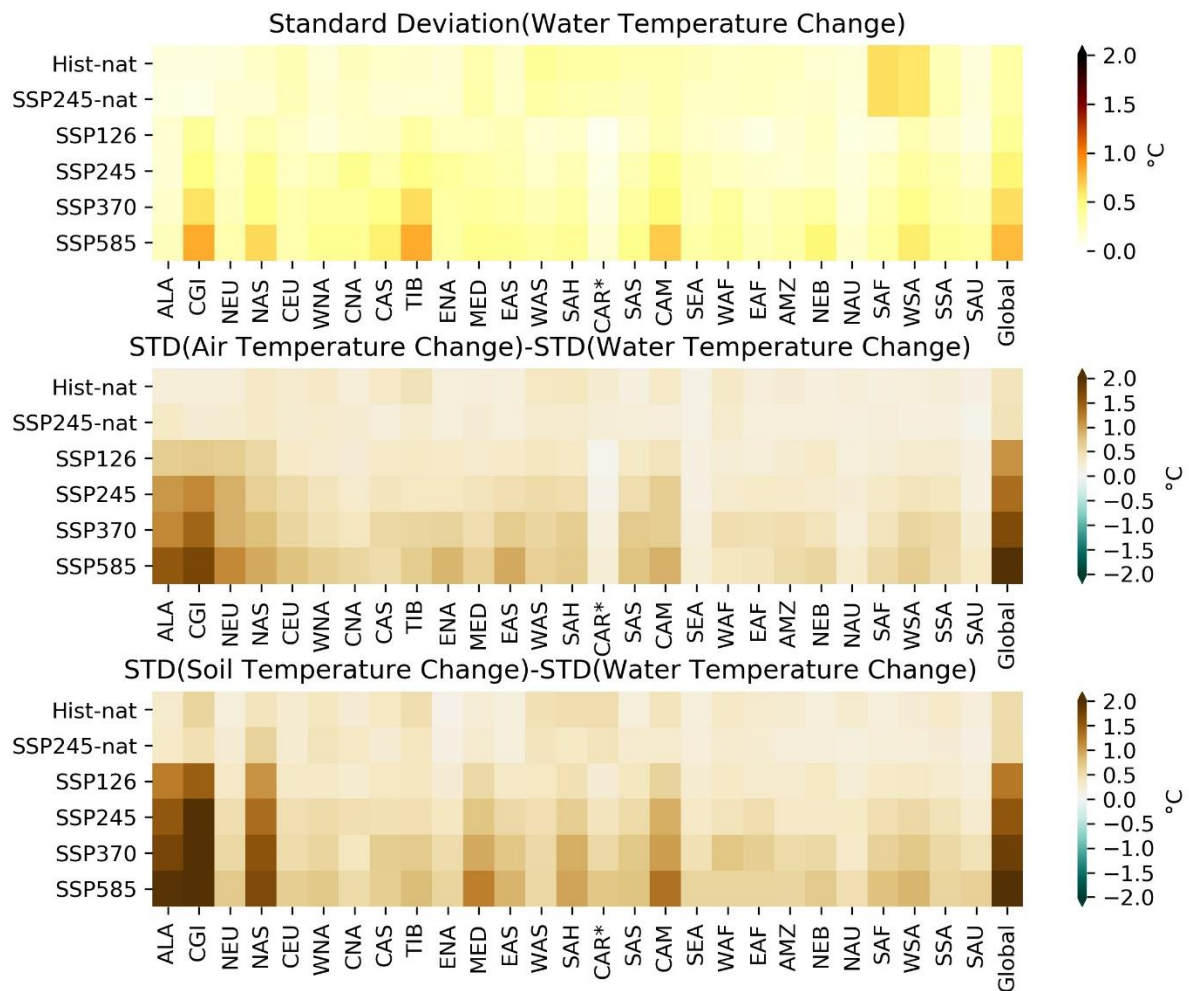 Standard Deviation(Water Temperature Change)
Hist-nat
SSP245-nat
SSP126
SSP245
SSP370
SSP585
2.0
1.5
1.0
0.5
0.0
°C
ALA CGI NEU NAS CEU WNA CNA CAS TIB ENA MED EAS WAS SAH CAR* SAS CAM SEA WAF EAF AMZ NEB NAU SAF WSA SSA SAU Global
STD(Air Temperature Change)-STD(Water Temperature Change)
Hist-nat
SSP245-nat
SSP126
SSP245
SSP370
SSP585
2.0
1.5
1.0
0.5
0.0
−0.5
−1.0
−1.5
−2.0
°C
ALA CGI NEU NAS CEU WNA CNA CAS TIB ENA MED EAS WAS SAH CAR* SAS CAM SEA WAF EAF AMZ NEB NAU SAF WSA SSA SAU Global
STD(Soil Temperature Change)-STD(Water Temperature Change)
Hist-nat
SSP245-nat
SSP126
SSP245
SSP370
SSP585
2.0
1.5
1.0
0.5
0.0
−0.5
−1.0
−1.5
−2.0
°C
ALA CGI NEU NAS CEU WNA CNA CAS TIB ENA MED EAS WAS SAH CAR* SAS CAM SEA WAF EAF AMZ NEB NAU SAF WSA SSA SAU Global